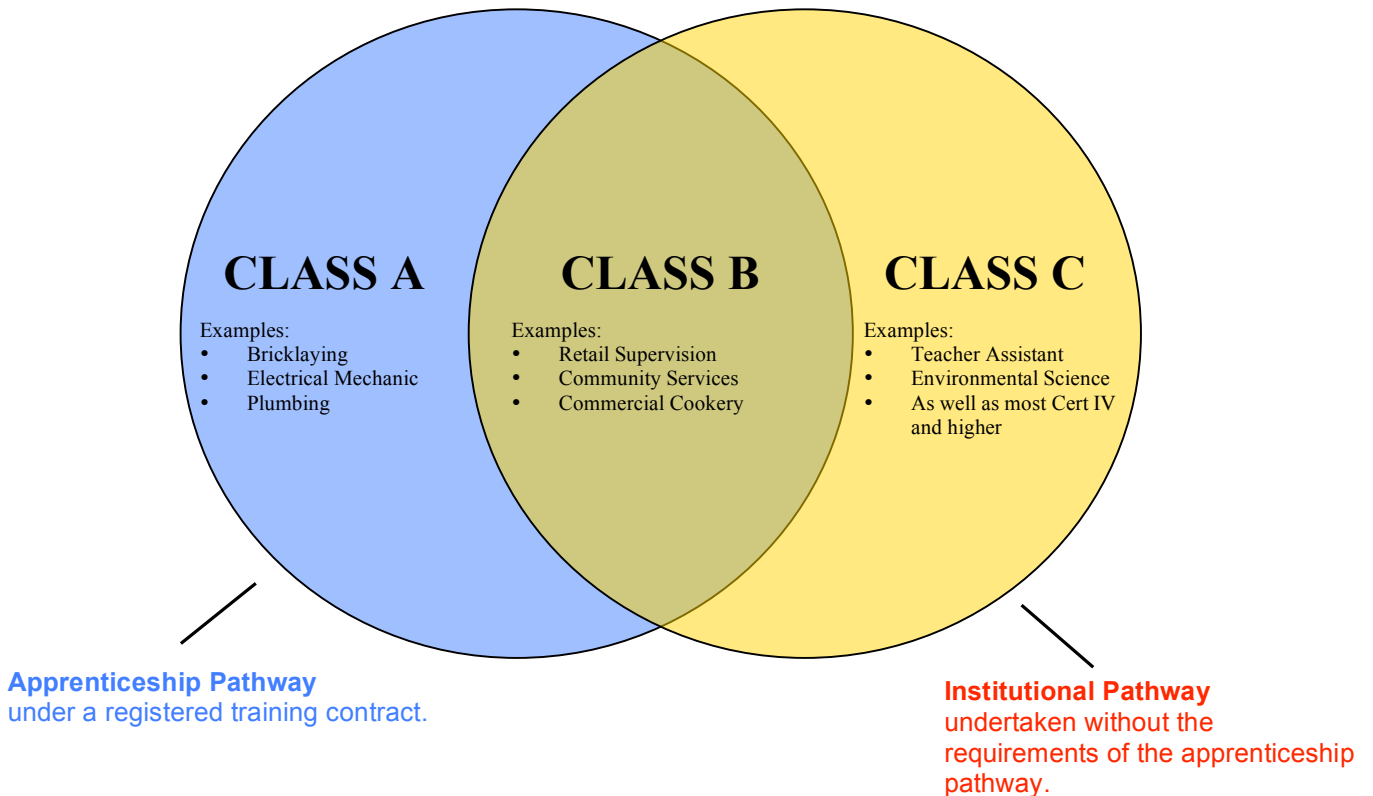 CLASS A
Examples:
• Bricklaying
• Electrical Mechanic
• Plumbing
CLASS B
Examples:
• Retail Supervision
• Community Services
• Commercial Cookery
CLASS C
Examples:
• Teacher Assistant
• Environmental Science
• As well as most Cert IV
and higher
Apprenticeship Pathway
under a registered training contract.
Institutional Pathway
undertaken without the
requirements of the apprenticeship
pathway.